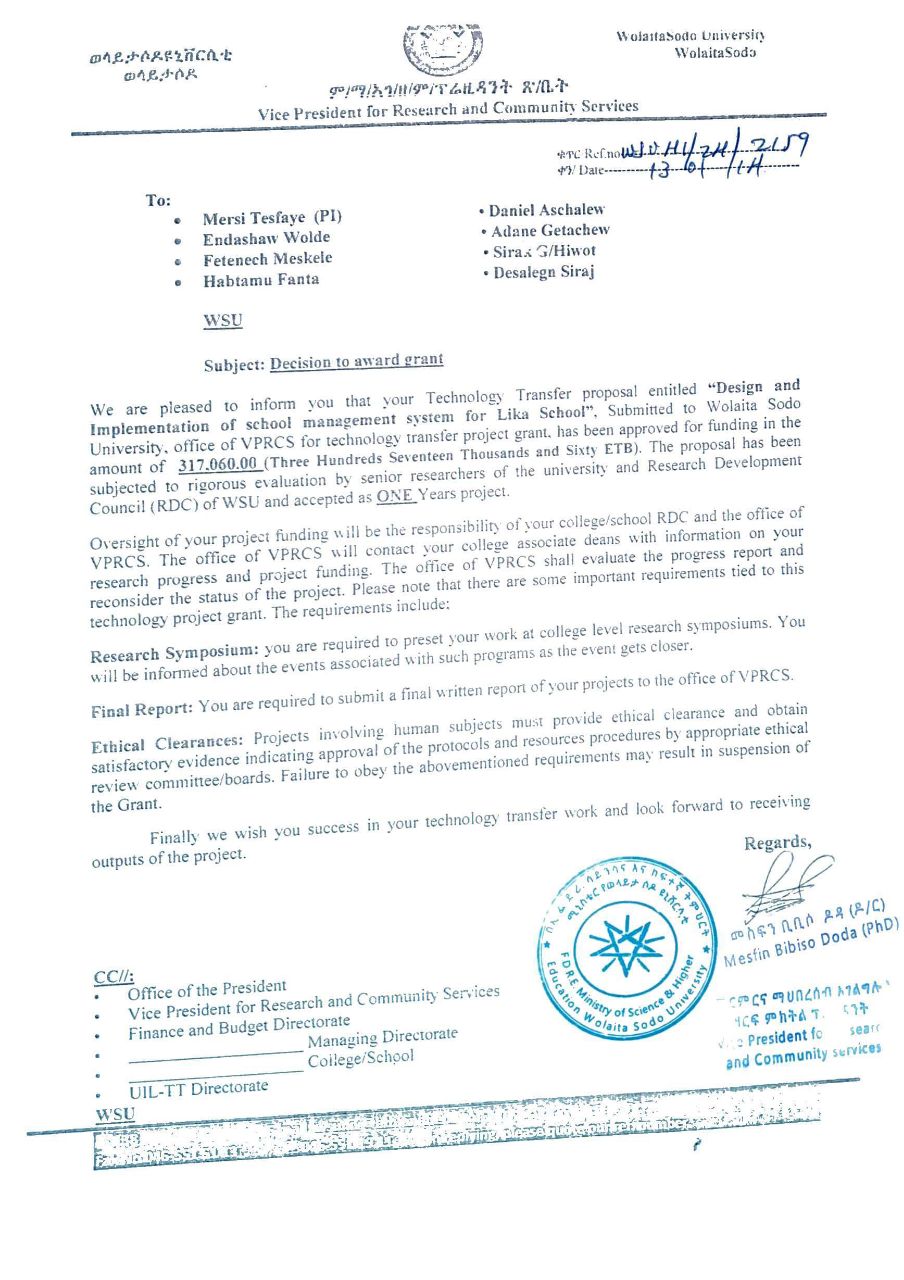 ወላይታሶዶዩኒቨርሲቲ
ወላይታሶዶ
WolaitaSodo University
WolaitaSodo
ም/ማ/አገ/ዘ/ም/ፕሬዚዳንት ጽ/ቤት
Vice President for Research and Community Services
ቁጥር Ref.no WSU 41/24/2159
ቀን/ Date 13 01 14
To:
• Mersi Tesfaye (PI)
• Endashaw Wolde
• Fetenech Meskele
• Habtamu Fanta
• Daniel Aschalew
• Adane Getachew
• Sirak G/Hiwot
• Desalegn Siraj
WSU
Subject: Decision to award grant
We are pleased to inform you that your Technology Transfer proposal entitled “Design and
Implementation of school management system for Lika School”, Submitted to Wolaita Sodo
University, office of VPRCS for technology transfer project grant, has been approved for funding in the
amount of 317,060.00 (Three Hundreds Seventeen Thousands and Sixty ETB). The proposal has been
subjected to rigorous evaluation by senior researchers of the university and Research Development
Council (RDC) of WSU and accepted as ONE Years project.
Oversight of your project funding will be the responsibility of your college/school RDC and the office of
VPRCS. The office of VPRCS will contact your college associate deans with information on your
research progress and project funding. The office of VPRCS shall evaluate the progress report and
reconsider the status of the project. Please note that there are some important requirements tied to this
technology project grant. The requirements include:
Research Symposium: you are required to preset your work at college level research symposiums. You
will be informed about the events associated with such programs as the event gets closer.
Final Report: You are required to submit a final written report of your projects to the office of VPRCS.
Ethical Clearances: Projects involving human subjects must provide ethical clearance and obtain
satisfactory evidence indicating approval of the protocols and resources procedures by appropriate ethical
review committee/boards. Failure to obey the abovementioned requirements may result in suspension of
the Grant.
Finally we wish you success in your technology transfer work and look forward to receiving
outputs of the project.
Regards,
መስፍን ቢቢሶ ዶዳ (ዶ/ር)
Mesfin Bibiso Doda (PhD)
ምርምርና ማህበረሰብ አገልግሎ
ዘርፍ ምክትል
Vice President fo searc
and Community services
F.D.R.E Ministry of Science & Higher
Education Wolaita Sodo University
CC//:
• Office of the President
• Vice President for Research and Community Services
• Finance and Budget Directorate
• Managing Directorate
• College/School
• UIL-TT Directorate
WSU